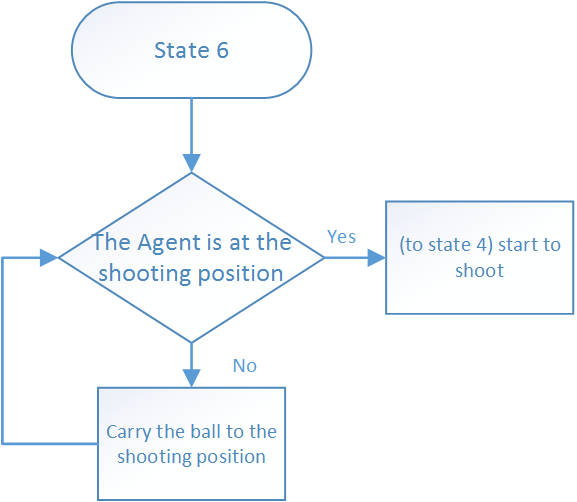 State 6
The Agent is at the
shooting position
Yes
(to state 4) start to
shoot
No
Carry the ball to the
shooting position